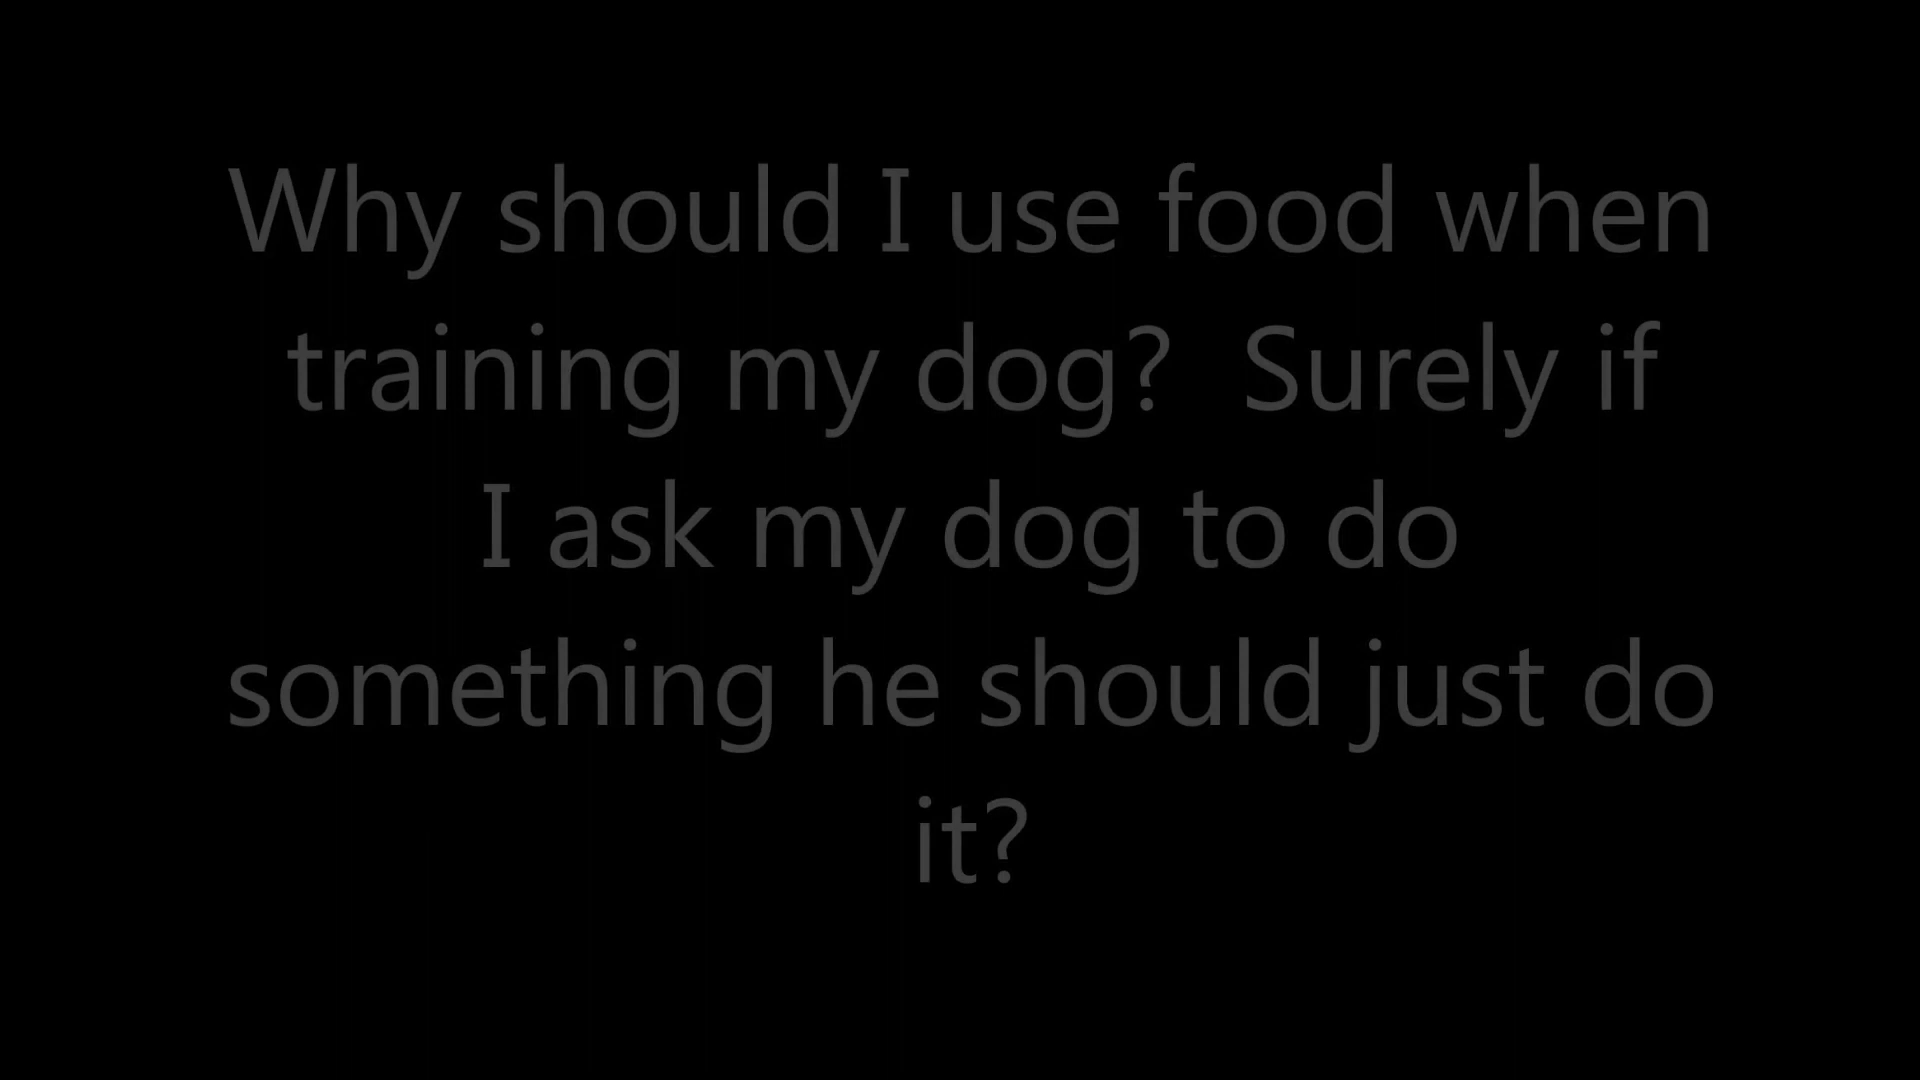 Why should I use food when
training my dog?  Surely if
I ask my dog to do
something he should just do
it?